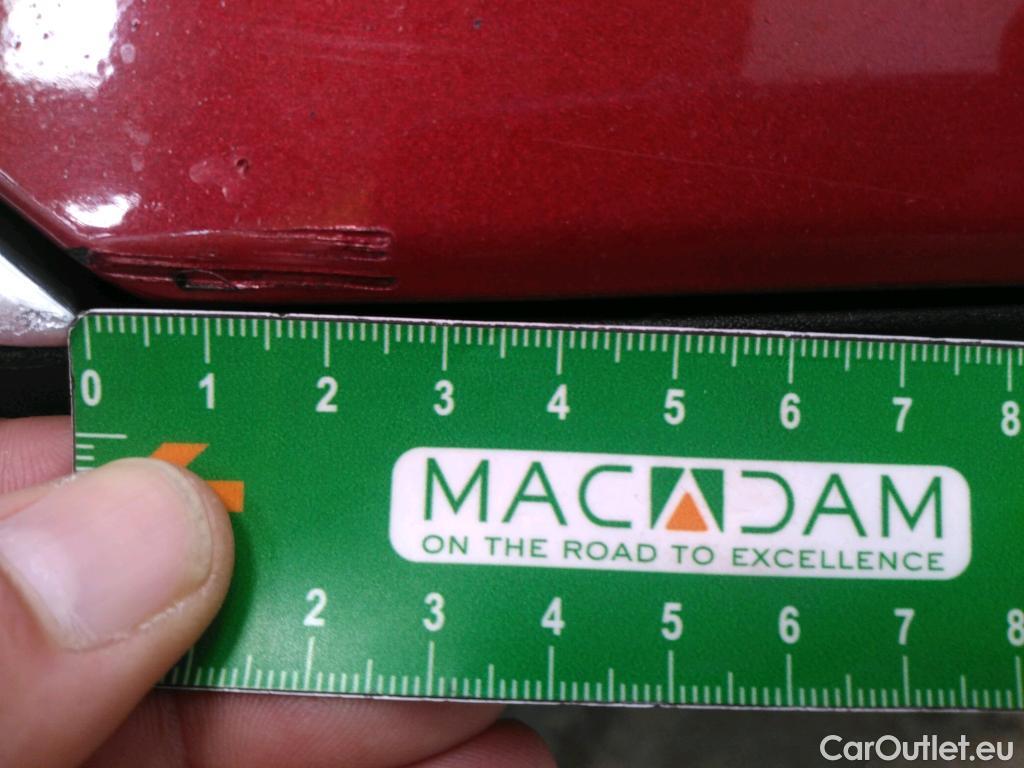 0 1 2 3 4 5 6 7 8
MACADAM
ON THE ROAD TO EXCELLENCE
2 3 4 5 6 7 8
CarOutlet.eu